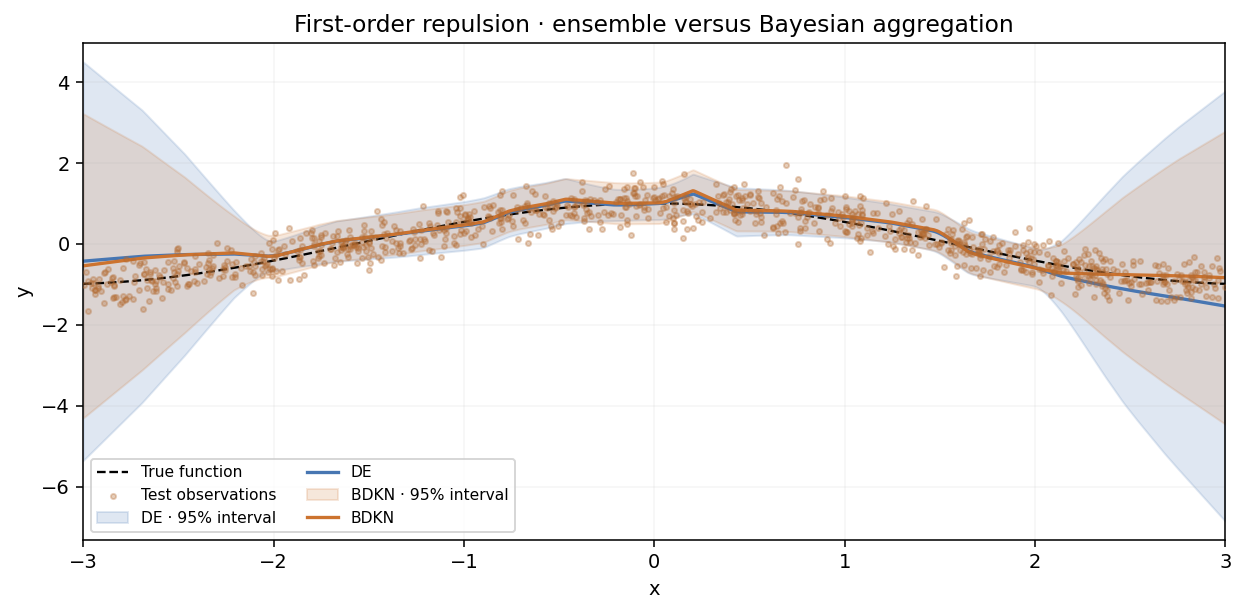 First-order repulsion · ensemble versus Bayesian aggregation
y
4
2
0
−2
−4
−6
True function
Test observations
DE · 95% interval
DE
BDKN · 95% interval
BDKN
−3
−2
−1
0
1
2
3
x